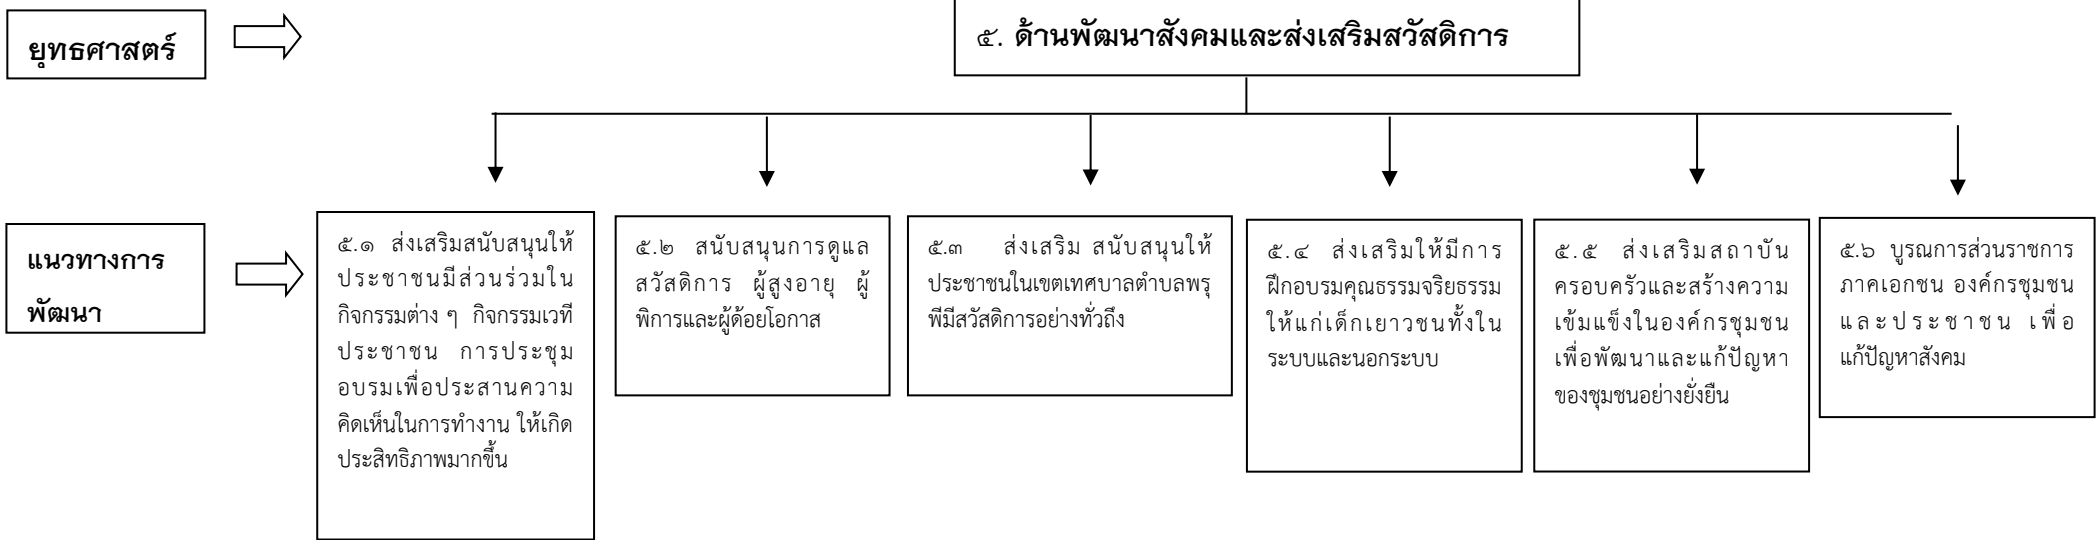 ยุทธศาสตร์
๕. ด้านพัฒนาสังคมและส่งเสริมสวัสดิการ
แนวทางการ
พัฒนา
๕.๑ ส่งเสริมสนับสนุนให้
ประชาชนมีส่วนร่วมใน
กิจกรรมต่าง ๆ กิจกรรมเวที
ประชาชน การประชุม
อบรมเพื่อประสานความ
คิดเห็นในการทำงาน ให้เกิด
ประสิทธิภาพมากขึ้น
๕.๒ สนับสนุนการดูแล
สวัสดิการ ผู้สูงอายุ ผู้
พิการและผู้ด้อยโอกาส
๕.๓ ส่งเสริม สนับสนุนให้
ประชาชนในเขตเทศบาลตำบลพรุ
พีมีสวัสดิการอย่างทั่วถึง
๕.๔ ส่งเสริมให้มีการ
ฝึกอบรมคุณธรรมจริยธรรม
ให้แก่เด็กเยาวชนทั้งใน
ระบบและนอกระบบ
๕.๕ ส่งเสริมสถาบัน
ครอบครัวและสร้างความ
เข้มแข็งในองค์กรชุมชน
เพื่อพัฒนาและแก้ปัญหา
ของชุมชนอย่างยั่งยืน
๕.๖ บูรณการส่วนราชการ
ภาคเอกชน องค์กรชุมชน
และประชาชน เพื่อ
แก้ปัญหาสังคม